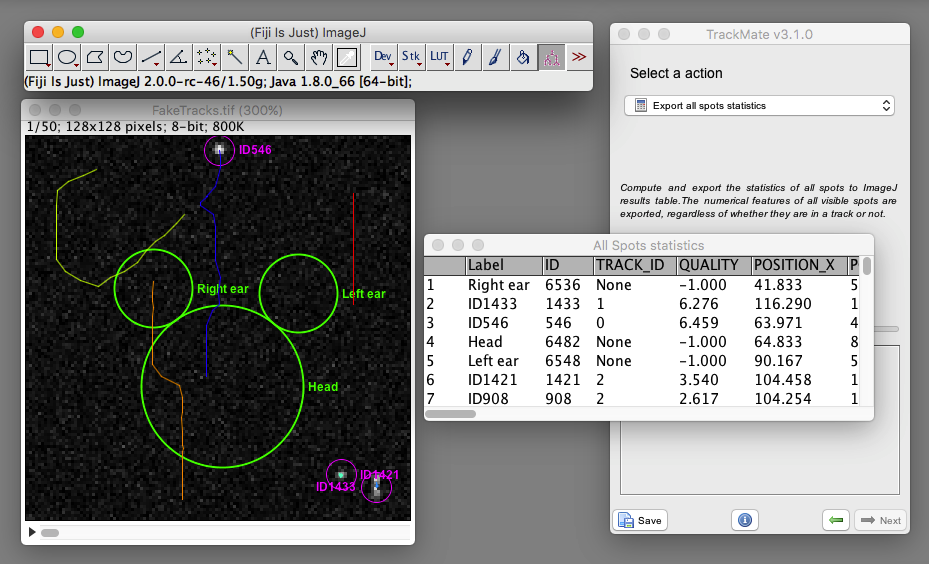 (Fiji Is Just) ImageJ
Dev Stk LUT
(Fiji Is Just) ImageJ 2.0.0-rc-46/1.50g; Java 1.8.0_66 [64-bit];
FakeTracks.tif (300%)
1/50; 128x128 pixels; 8-bit; 800K
ID546
Right ear
Left ear
Head
ID1421
ID1433
TrackMate v3.1.0
Select a action
Export all spots statistics
Compute and export the statistics of all spots to ImageJ
results table.The numerical features of all visible spots are
exported, regardless of whether they are in a track or not.
All Spots statistics
Label ID TRACK_ID QUALITY POSITION_X P
1 Right ear 6536 None -1.000 41.833 5
2 ID1433 1433 1 6.276 116.290 1
3 ID546 546 0 6.459 63.971 4
4 Head 6482 None -1.000 64.833 8
5 Left ear 6548 None -1.000 90.167 5
6 ID1421 1421 2 3.540 104.458 1
7 ID908 908 2 2.617 104.254 1
Save
Next